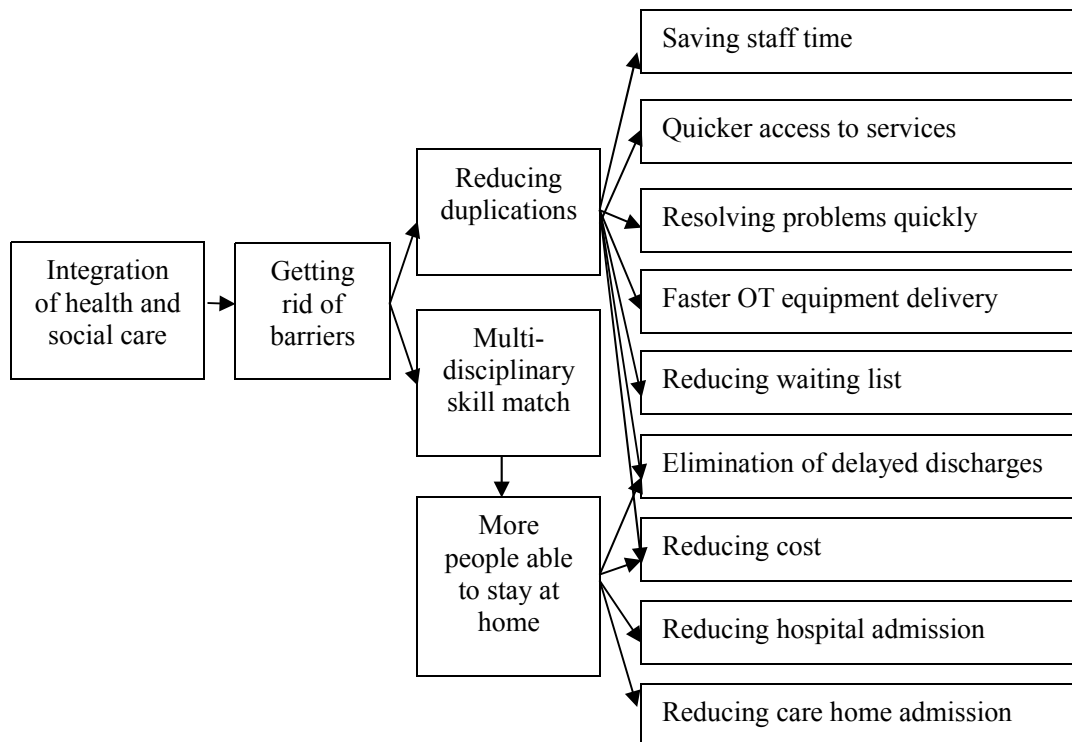 Integration
of health and
social care
Getting
rid of
barriers
Reducing
duplications
Multi-
disciplinary
skill match
More
people able
to stay at
home
Saving staff time
Quicker access to services
Resolving problems quickly
Faster OT equipment delivery
Reducing waiting list
Elimination of delayed discharges
Reducing cost
Reducing hospital admission
Reducing care home admission